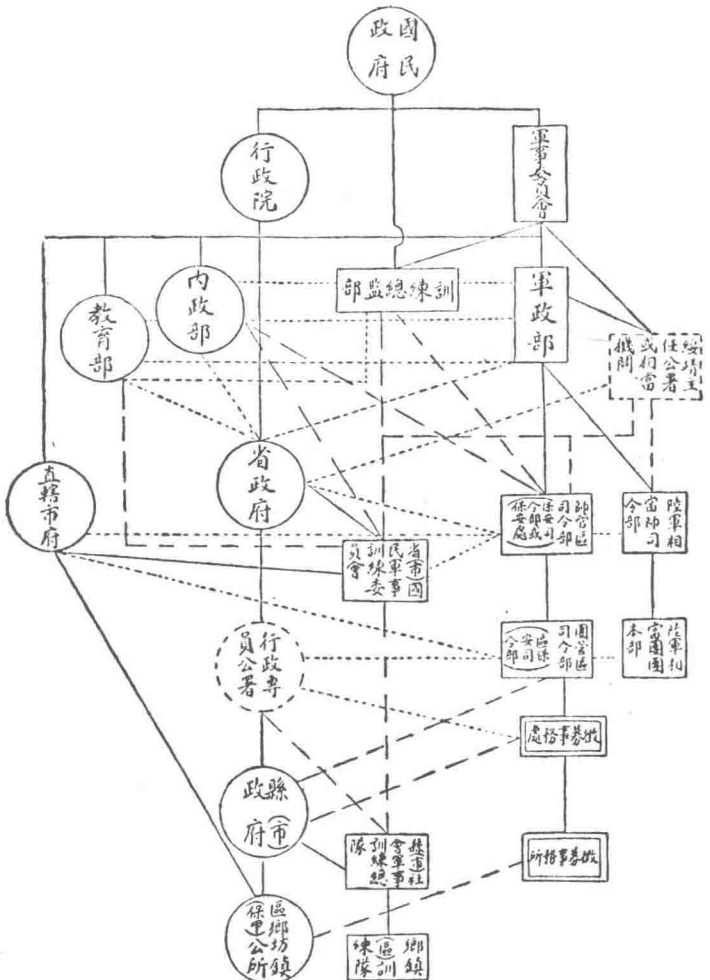 國民
政府
軍事委員會
行政院
訓練總監部
軍政部
內政部
教育部
綏靖主
任公署
或相當
機關
省政府
直轄市府
師管區
司令部
(保安司
令部或
保安處)
陸軍相
當師司
令部
省(市)國
民軍事
訓練委
員會
團管區
司令部
(區保
安司
令部)
陸軍相
當團團
本部
行政專
員公署
徵募事務處
縣(市)
政府
會軍事
訓練總
隊
徵募事務所
區鄉坊鎮
(保甲)公所
鄉鎮
(區)訓
練隊